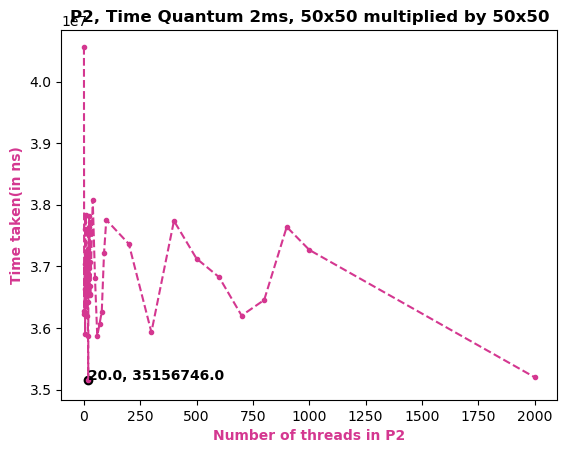 P2, Time Quantum 2ms, 50x50 multiplied by 50x50
1e7
4.0
3.9
3.8
3.7
3.6
3.5
Time taken(in ns)
20.0, 35156746.0
0 250 500 750 1000 1250 1500 1750 2000
Number of threads in P2